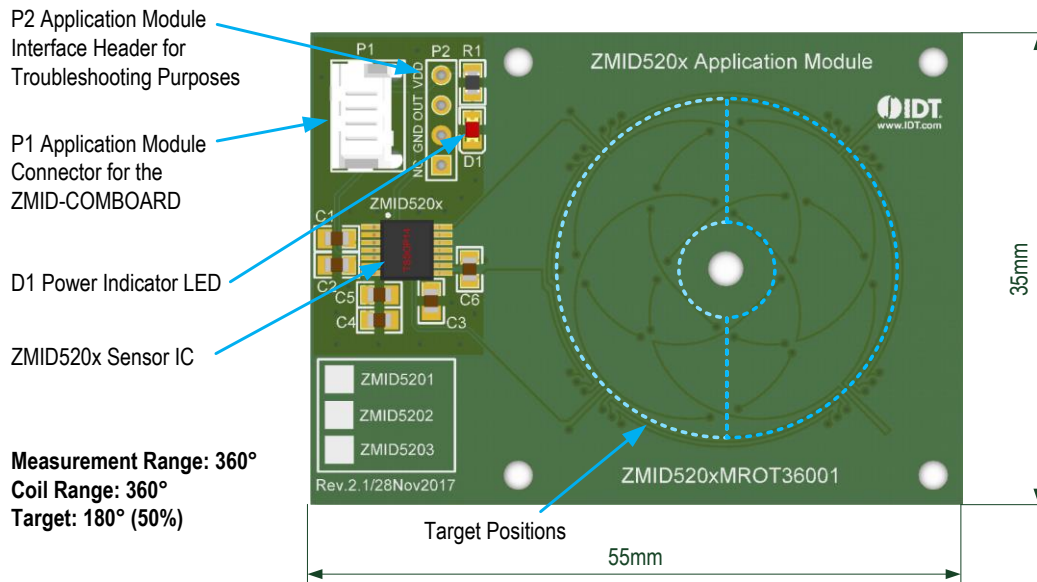 P2 Application Module
Interface Header for
Troubleshooting Purposes
P1 Application Module
Connector for the
ZMID-COMBOARD
D1 Power Indicator LED
ZMID520x Sensor IC
Measurement Range: 360°
Coil Range: 360°
Target: 180° (50%)
P1
P2
R1
NC GND OUT VDD
D1
ZMID520x
C1
C2
C5
C4
C3
C6
ZMID5201
ZMID5202
ZMID5203
Rev.2.1/28Nov2017
ZMID520x Application Module
IDT
www.IDT.com
ZMID520xMROT36001
Target Positions
55mm
35mm